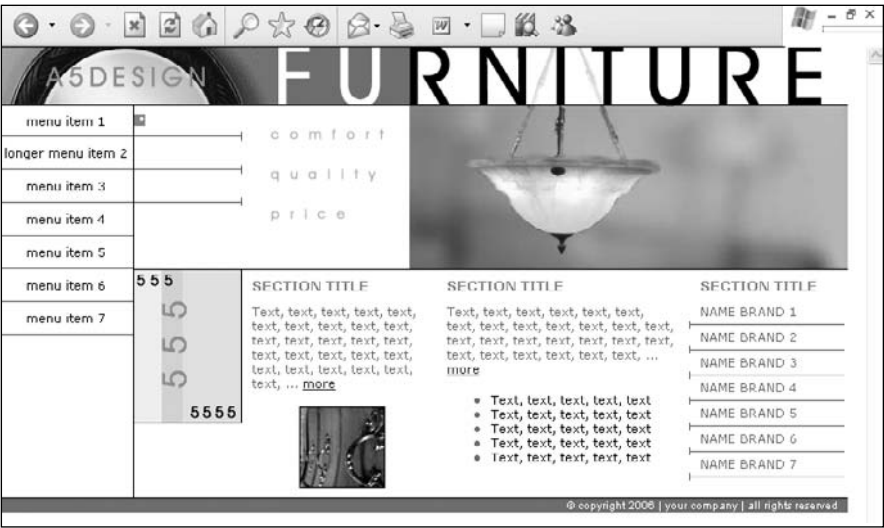 A5DESIGN
FURNITURE
menu item 1
longer menu item 2
menu item 3
menu item 4
menu item 5
menu item 6
menu item 7
comfort
quality
price
5 5 5
5
5
5
5555
SECTION TITLE
Text, text, text, text, text,
text, text, text, text, text,
text, text, text, text, text,
text, text, text, text, text,
text, text, text, text, text,
text, ... more
SECTION TITLE
Text, text, text, text, text, text,
text, text, text, text, text, text, text,
text, text, text, text, text, text, text,
text, text, text, text, text, text, ...
more
• Text, text, text, text, text
• Text, text, text, text, text
• Text, text, text, text, text
• Text, text, text, text, text
• Text, text, text, text, text
SECTION TITLE
NAME BRAND 1
NAME BRAND 2
NAME BRAND 3
NAME BRAND 4
NAME BRAND 5
NAME BRAND 6
NAME BRAND 7
© copyright 2006 | your company | all rights reserved